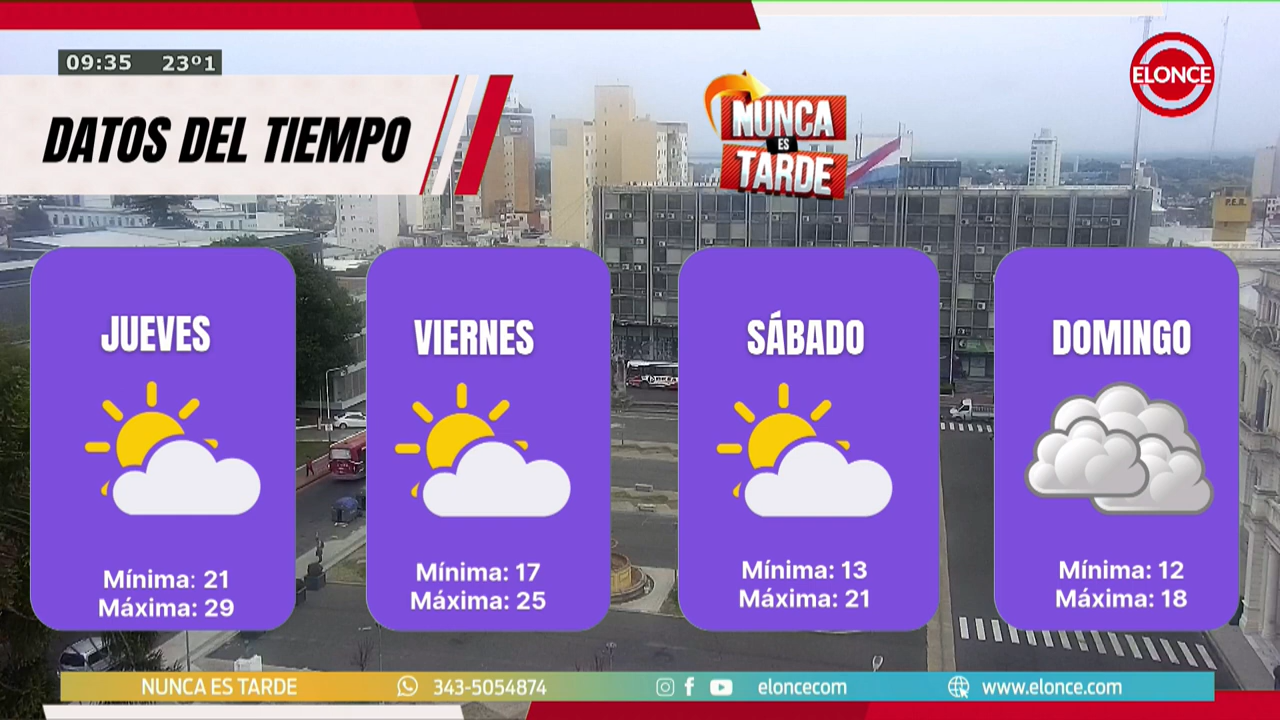 09:35 23º1
ELONCE
DATOS DEL TIEMPO
NUNCA
ES
TARDE
P.E.R.
JUEVES
Mínima: 21
Máxima: 29
VIERNES
Mínima: 17
Máxima: 25
SÁBADO
Mínima: 13
Máxima: 21
DOMINGO
Mínima: 12
Máxima: 18
NUNCA ES TARDE 343-5054874 eloncecom www.elonce.com